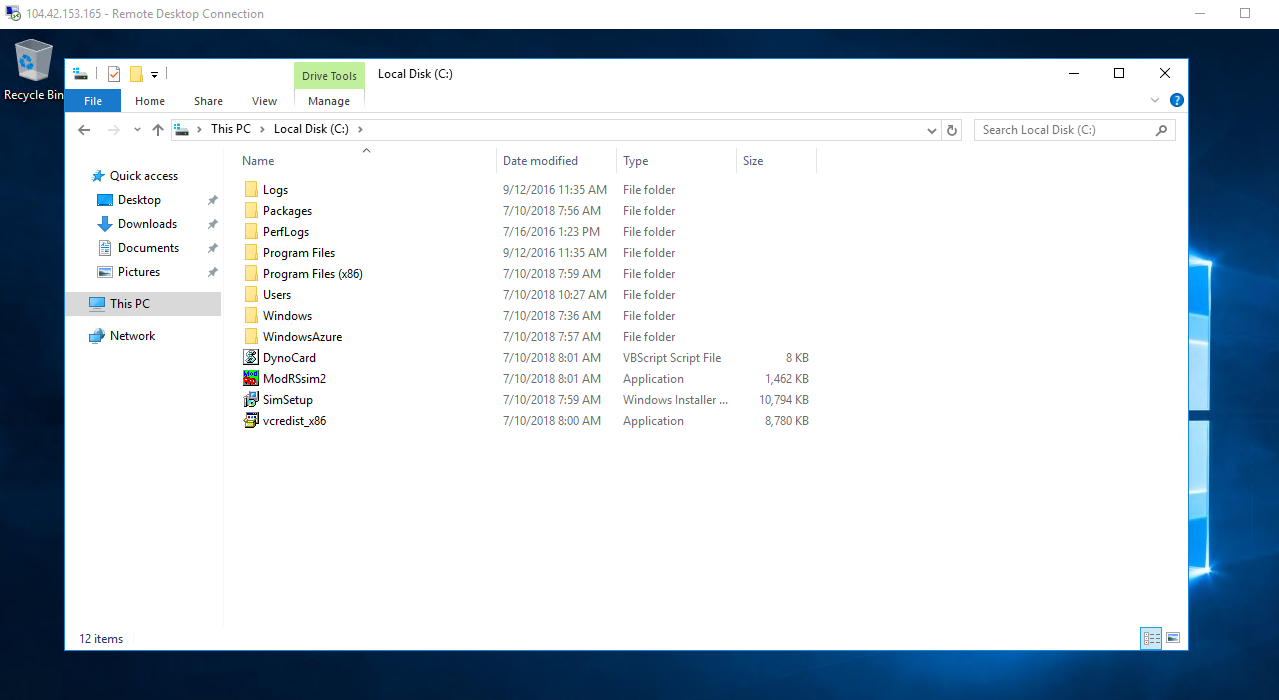 104.42.153.165 - Remote Desktop Connection
Recycle Bin
Drive Tools
Local Disk (C:)
File
Home
Share
View
Manage
This PC
Local Disk (C:)
Search Local Disk (C:)
Name
Date modified
Type
Size
Quick access
Desktop
Downloads
Documents
Pictures
This PC
Network
Logs 9/12/2016 11:35 AM File folder
Packages 7/10/2018 7:56 AM File folder
PerfLogs 7/16/2016 1:23 PM File folder
Program Files 9/12/2016 11:35 AM File folder
Program Files (x86) 7/10/2018 7:59 AM File folder
Users 7/10/2018 10:27 AM File folder
Windows 7/10/2018 7:36 AM File folder
WindowsAzure 7/10/2018 7:57 AM File folder
DynoCard 7/10/2018 8:01 AM VBScript Script File 8 KB
ModRSsim2 7/10/2018 8:01 AM Application 1,462 KB
SimSetup 7/10/2018 7:59 AM Windows Installer ... 10,794 KB
vcredist_x86 7/10/2018 8:00 AM Application 8,780 KB
12 items